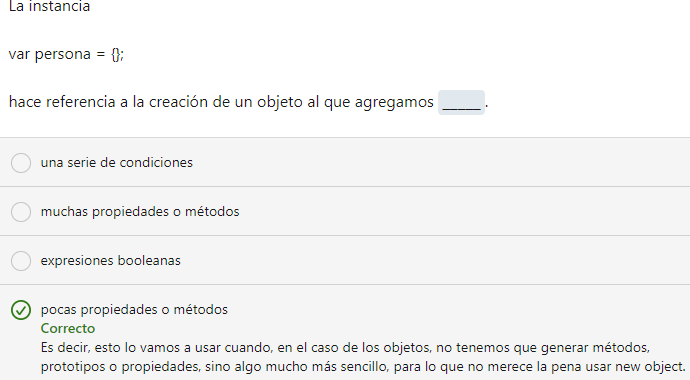 La instancia
var persona = {};
hace referencia a la creación de un objeto al que agregamos _____.
una serie de condiciones
muchas propiedades o métodos
expresiones booleanas
pocas propiedades o métodos
Correcto
Es decir, esto lo vamos a usar cuando, en el caso de los objetos, no tenemos que generar métodos,
prototipos o propiedades, sino algo mucho más sencillo, para lo que no merece la pena usar new object.